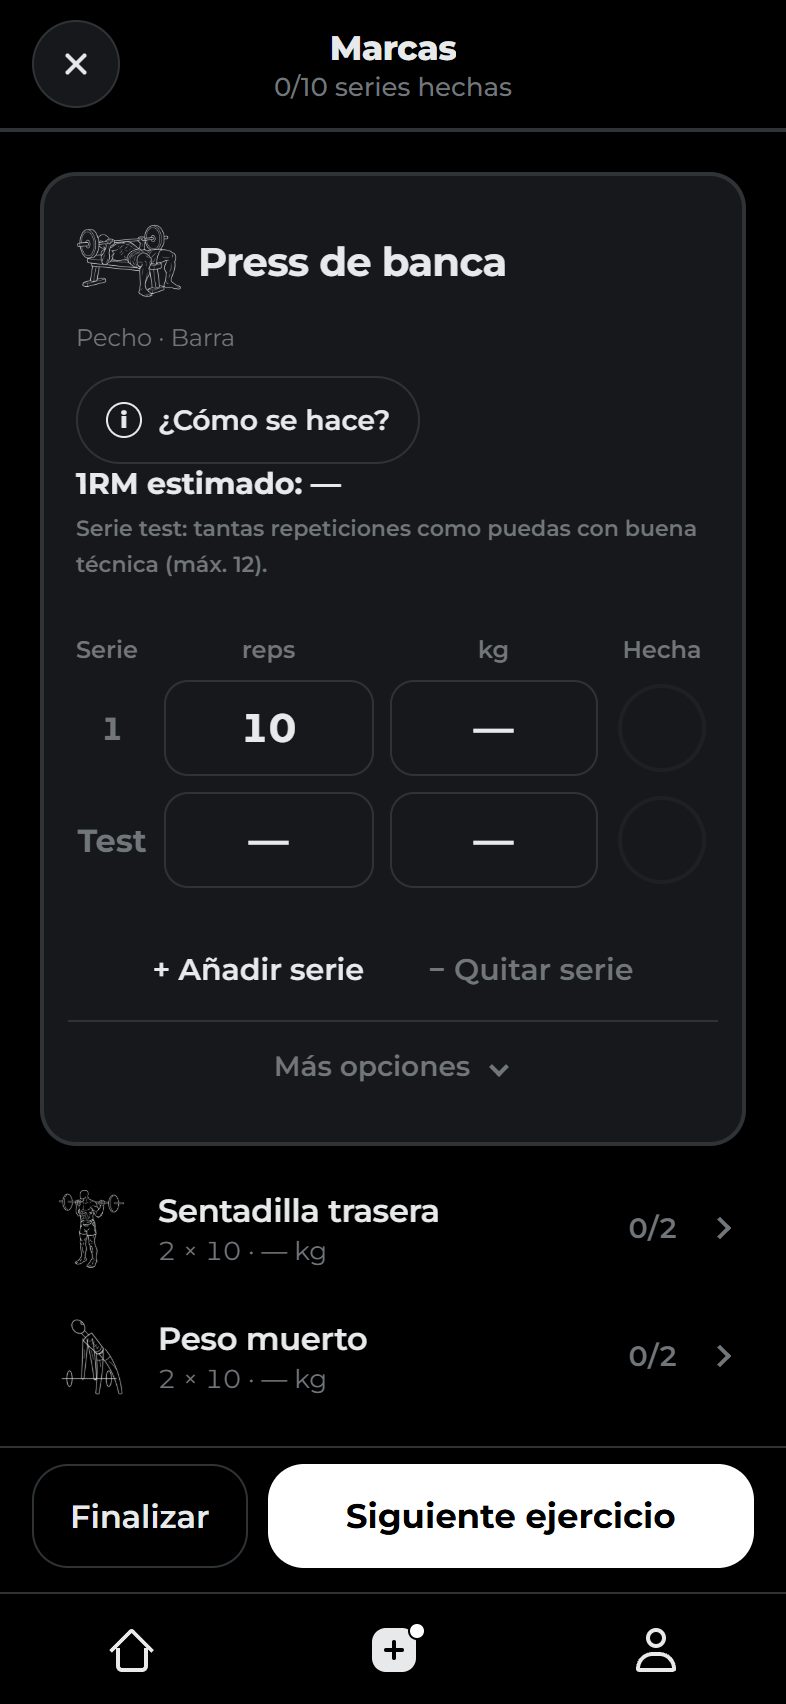 Marcas
0/10 series hechas
Press de banca
Pecho · Barra
¿Cómo se hace?
1RM estimado: —
Serie test: tantas repeticiones como puedas con buena
técnica (máx. 12).
Serie reps kg Hecha
1 10 —
Test — —
+ Añadir serie − Quitar serie
Más opciones
Sentadilla trasera
2 × 10 · — kg
0/2
Peso muerto
2 × 10 · — kg
0/2
Finalizar
Siguiente ejercicio